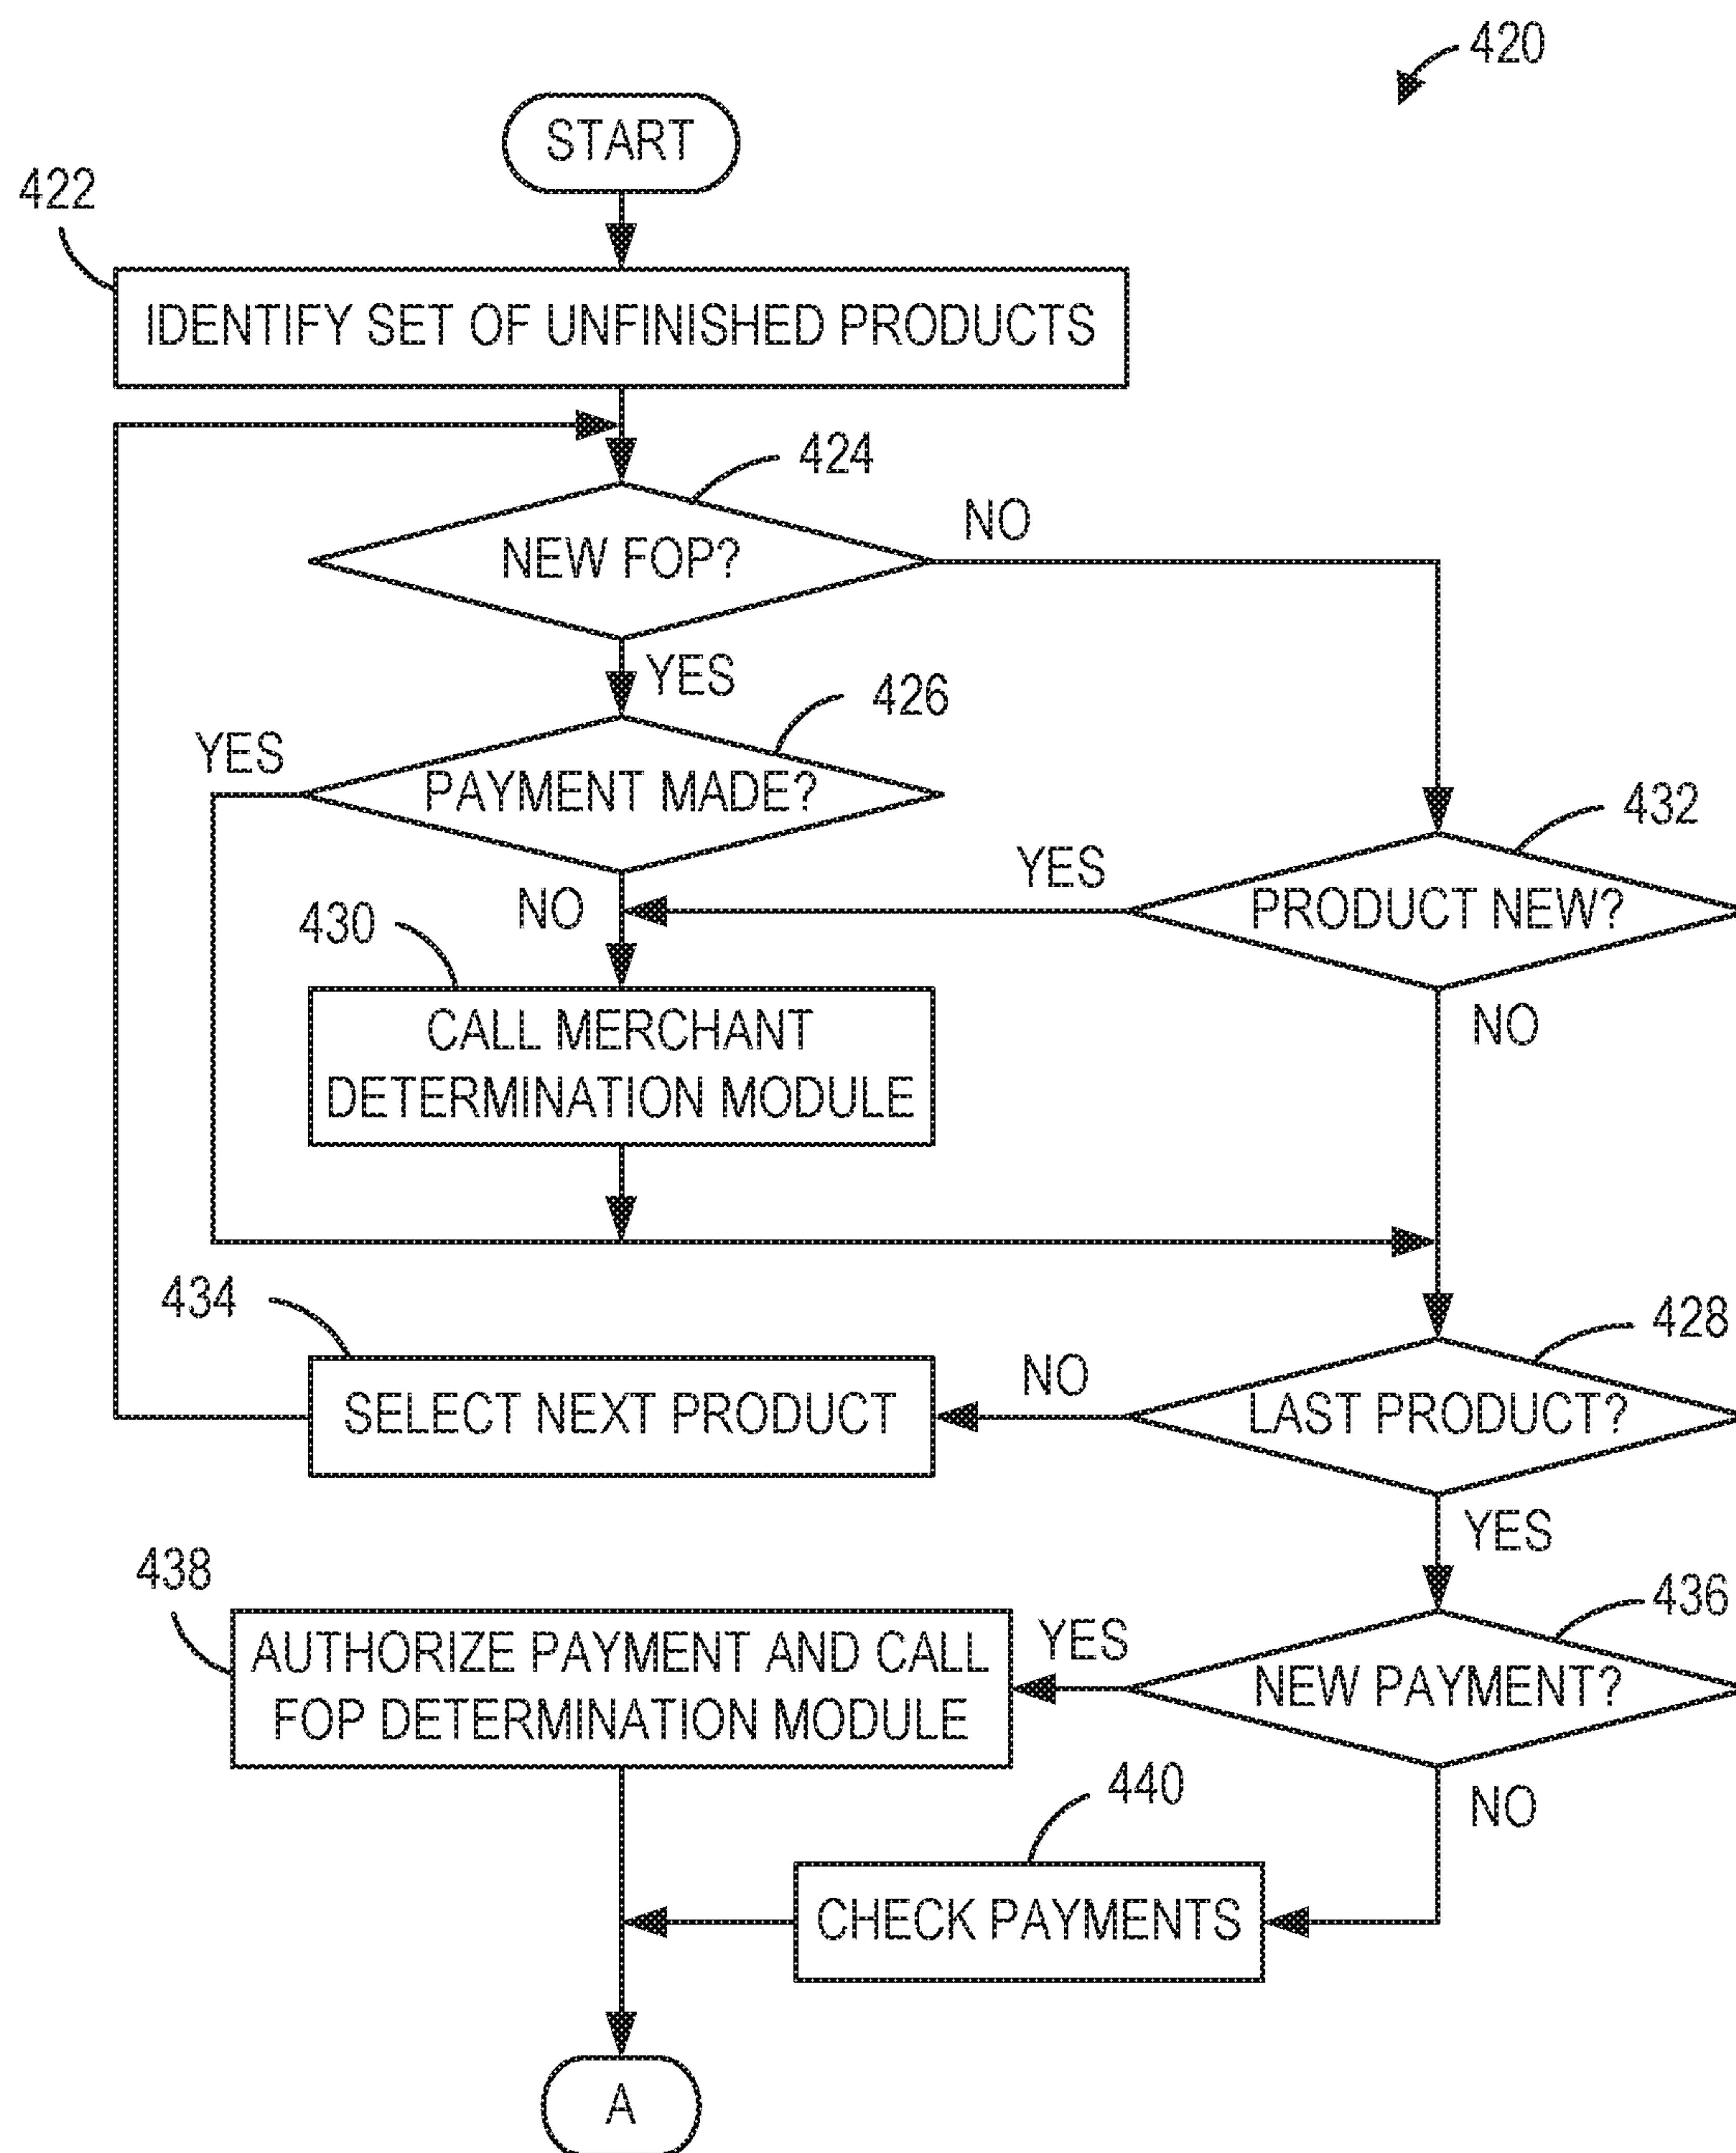 420
START
422
IDENTIFY SET OF UNFINISHED PRODUCTS
424
NEW FOP?
NO
YES
426
YES
PAYMENT MADE?
432
YES
PRODUCT NEW?
NO
430
CALL MERCHANT
DETERMINATION MODULE
NO
434
428
SELECT NEXT PRODUCT
NO
LAST PRODUCT?
YES
438
436
AUTHORIZE PAYMENT AND CALL
FOP DETERMINATION MODULE
YES
NEW PAYMENT?
440
NO
CHECK PAYMENTS
A